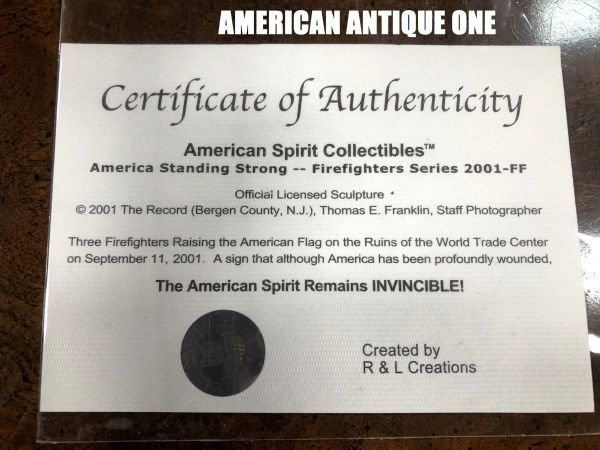 AMERICAN ANTIQUE ONE
Certificate of Authenticity
American Spirit Collectibles™
America Standing Strong -- Firefighters Series 2001-FF
Official Licensed Sculpture
© 2001 The Record (Bergen County, N.J.), Thomas E. Franklin, Staff Photographer
Three Firefighters Raising the American Flag on the Ruins of the World Trade Center
on September 11, 2001. A sign that although America has been profoundly wounded,
The American Spirit Remains INVINCIBLE!
Created by
R & L Creations